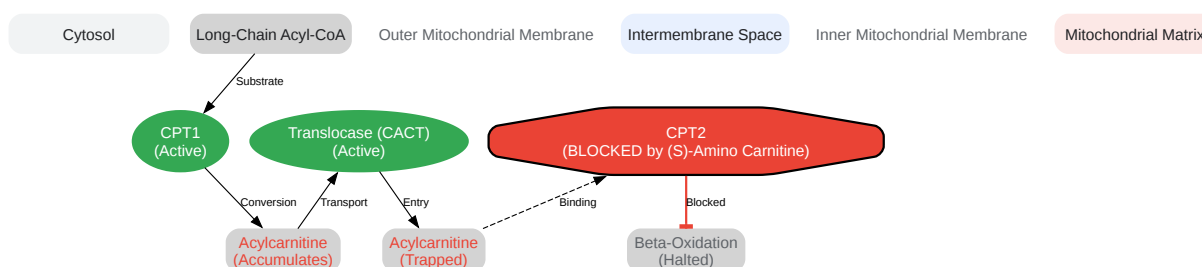 Cytosol
Long-Chain Acyl-CoA
Outer Mitochondrial Membrane
Intermembrane Space
Inner Mitochondrial Membrane
Mitochondrial Matrix
Substrate
CPT1
(Active)
Translocase (CACT)
(Active)
CPT2
(BLOCKED by (S)-Amino Carnitine)
Conversion
Transport
Entry
Binding
Blocked
Acylcarnitine
(Accumulates)
Acylcarnitine
(Trapped)
Beta-Oxidation
(Halted)